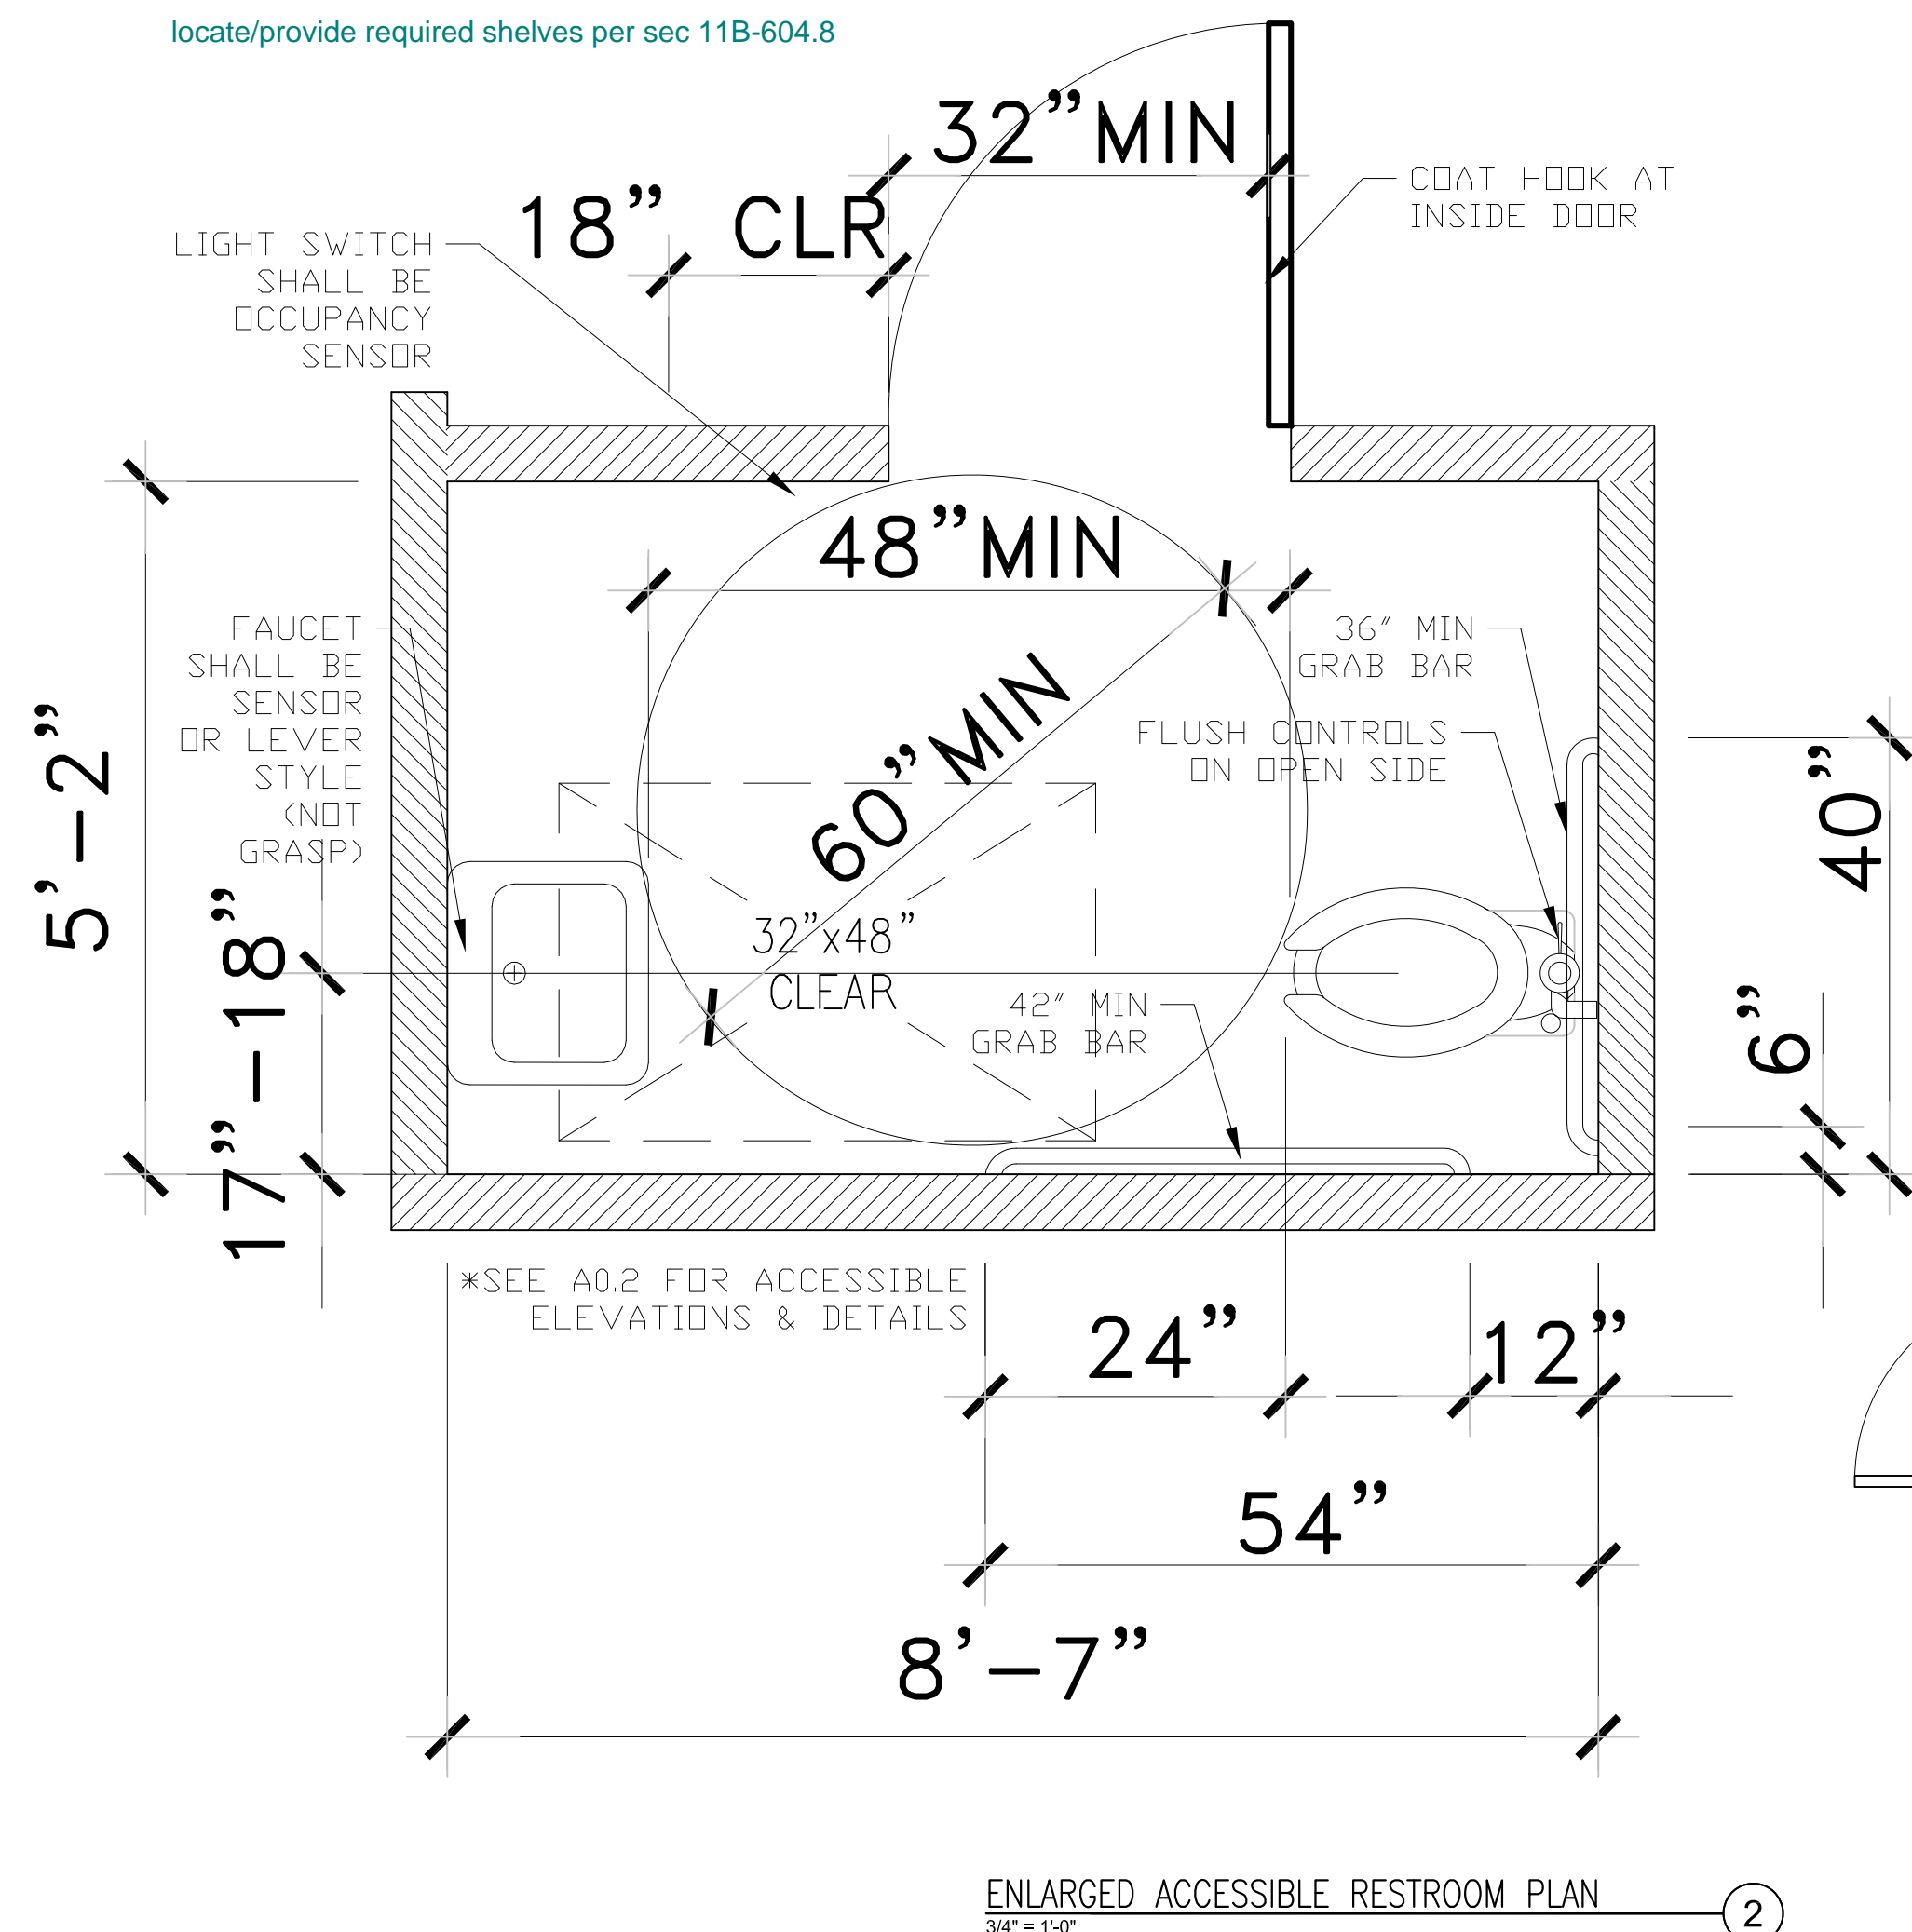 locate/provide required shelves per sec 11B-604.8
32"MIN
COAT HOOK AT
INSIDE DOOR
18" CLR
LIGHT SWITCH
SHALL BE
OCCUPANCY
SENSOR
48"MIN
FAUCET
SHALL BE
SENSOR
OR LEVER
STYLE
(NOT
GRASP)
36" MIN
GRAB BAR
60"MIN
FLUSH CONTROLS
ON OPEN SIDE
5'-2"
40"
17"-18"
32"x48"
CLEAR
42" MIN
GRAB BAR
6"
*SEE A0.2 FOR ACCESSIBLE
ELEVATIONS & DETAILS
24"
12"
54"
8'-7"
ENLARGED ACCESSIBLE RESTROOM PLAN
2
3/4" = 1'-0"